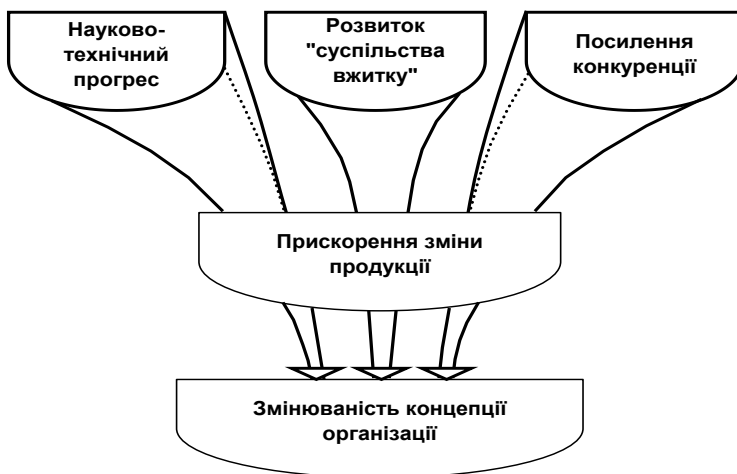 Науково-
технічний
прогрес
Розвиток
"суспільства
вжитку"
Посилення
конкуренції
Прискорення зміни
продукції
Змінюваність концепції
організації